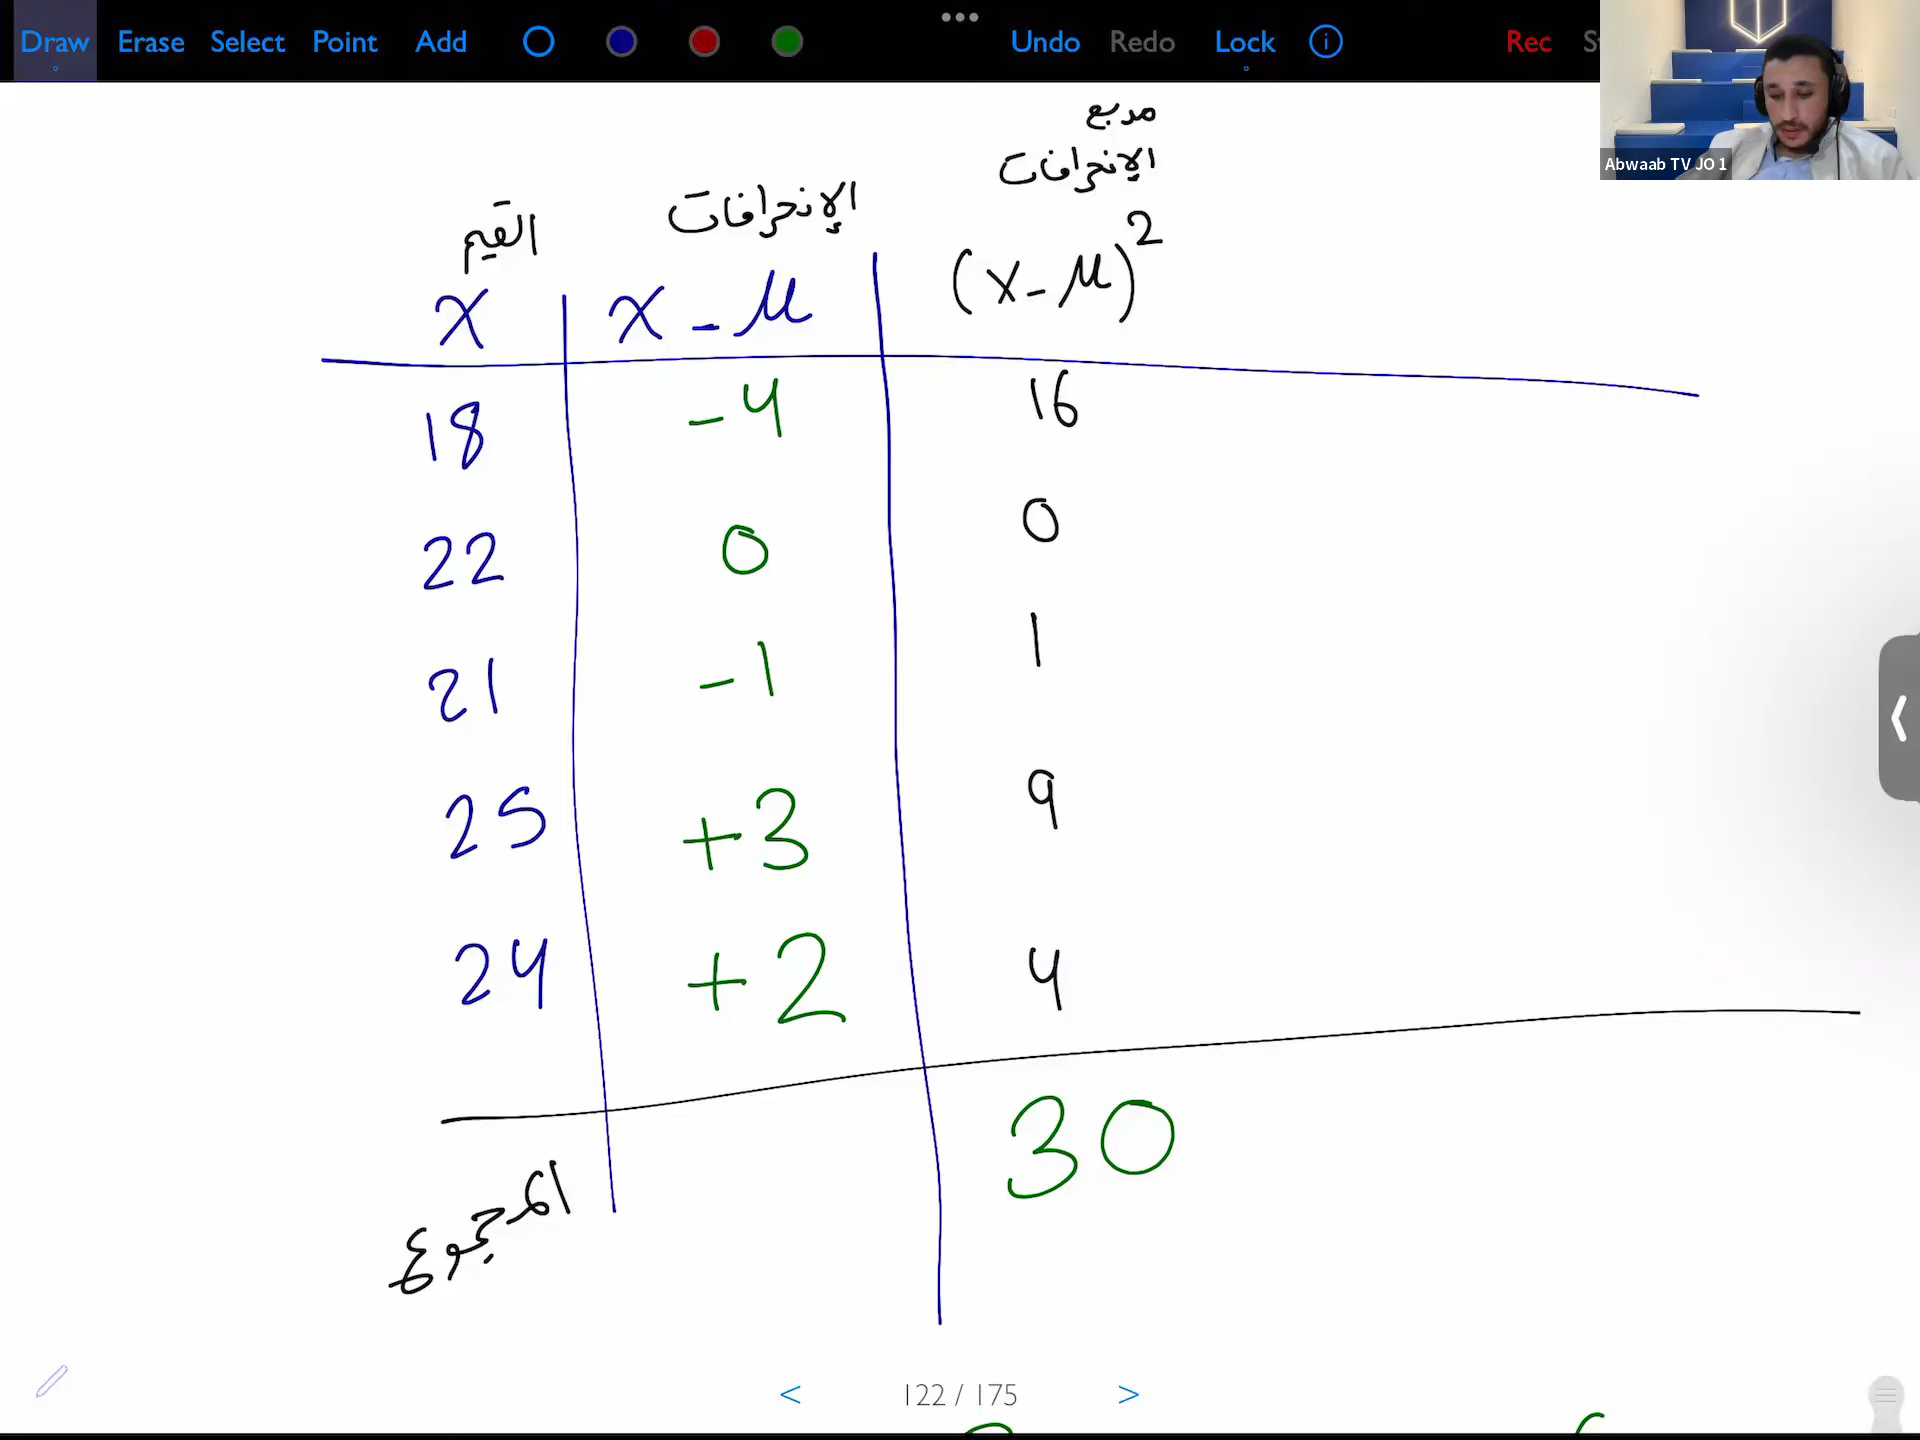 Draw Erase Select Point Add Undo Redo Lock Rec
Abwaab TV JO 1
القيم الإنحرافات مربع الإنحرافات
x x - μ (x - μ)²
18 -4 16
22 0 0
21 -1 1
25 +3 9
24 +2 4
المجموع 30
< 122 / 175 >